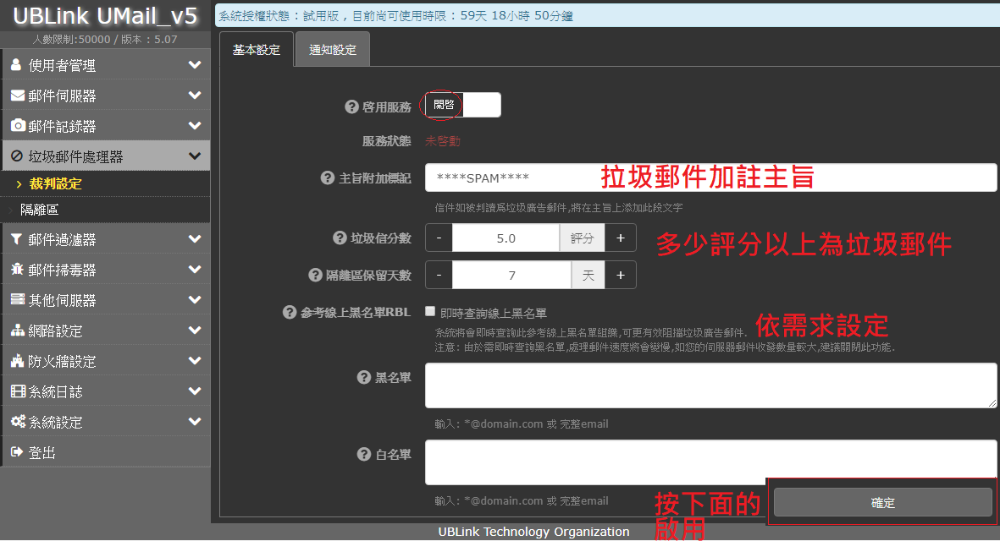 UBLink UMail_v5
人數限制:50000 / 版本：5.07
使用者管理
郵件伺服器
郵件記錄器
垃圾郵件處理器
裁判設定
隔離區
郵件過濾器
郵件掃毒器
其他伺服器
網路設定
防火牆設定
系統日誌
系統設定
登出
系統授權狀態：試用版，目前尚可使用時限：59天 18小時 50分鐘
基本設定 通知設定
啓用服務 開啓
服務狀態 未啓動
主旨附加標記 ****SPAM**** 拉圾郵件加註主旨
信件如被判讀爲垃圾廣告郵件,將在主旨上添加此段文字
垃圾信分數 - 5.0 評分 + 多少評分以上為垃圾郵件
隔離區保留天數 - 7 天 +
參考線上黑名單RBL 即時查詢線上黑名單
系統將會即時查詢此參考線上黑名單組織,可更有效阻擋垃圾廣告郵件. 依需求設定
注意: 由於需即時查詢黑名單,處理郵件速度將會變慢,如您的伺服器郵件收發數量較大,建議關閉此功能.
黑名單
輸入: *@domain.com 或 完整email
白名單
輸入: *@domain.com 或 完整email
按下面的
啟用
確定
UBLink Technology Organization